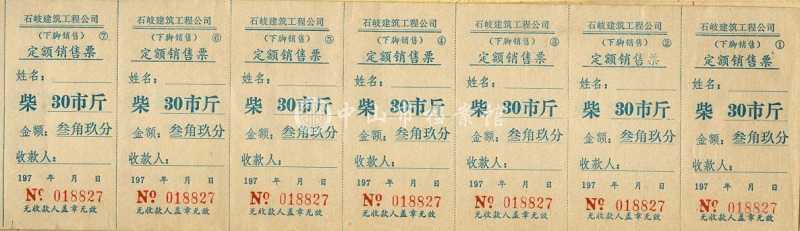 石岐建筑工程公司
(下脚销售) ⑦
定额销售票
姓名:
柴 30市斤
金额: 叁角玖分
收款人:
197 年 月 日
№ 018827
无收款人盖章无效
石岐建筑工程公司
(下脚销售) ⑥
定额销售票
姓名:
柴 30市斤
金额: 叁角玖分
收款人:
197 年 月 日
№ 018827
无收款人盖章无效
石岐建筑工程公司
(下脚销售) ⑤
定额销售票
姓名:
柴 30市斤
金额: 叁角玖分
收款人:
197 年 月 日
№ 018827
无收款人盖章无效
石岐建筑工程公司
(下脚销售) ④
定额销售票
姓名:
柴 30市斤
金额: 叁角玖分
收款人:
197 年 月 日
№ 018827
无收款人盖章无效
石岐建筑工程公司
(下脚销售) ③
定额销售票
姓名:
柴 30市斤
金额: 叁角玖分
收款人:
197 年 月 日
№ 018827
无收款人盖章无效
石岐建筑工程公司
(下脚销售) ②
定额销售票
姓名:
柴 30市斤
金额: 叁角玖分
收款人:
197 年 月 日
№ 018827
无收款人盖章无效
石岐建筑工程公司
(下脚销售) ①
定额销售票
姓名:
柴 30市斤
金额: 叁角玖分
收款人:
197 年 月 日
№ 018827
无收款人盖章无效
中山市档案馆